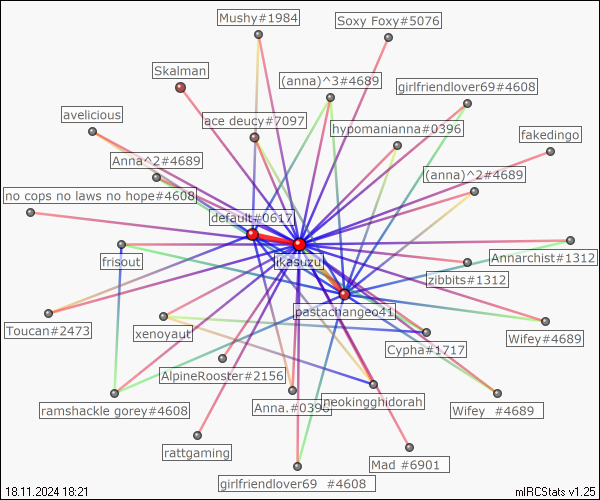 Mushy#1984
Soxy Foxy#5076
Skalman
(anna)^3#4689
girlfriendlover69#4608
avelicious
ace deucy#7097
hypomanianna#0396
fakedingo
Anna^2#4689
(anna)^2#4689
no cops no laws no hope#4608
default#0617
frisout
ikasuzu
Annarchist#1312
zibbits#1312
pastachangeo41
Toucan#2473
xenoyaut
Wifey#4689
Cypha#1717
AlpineRooster#2156
ramshackle gorey#4608
Anna.#0396
neokingghidorah
Wifey #4689
rattgaming
Mad #6901
girlfriendlover69 #4608
18.11.2024 18:21
mIRCStats v1.25